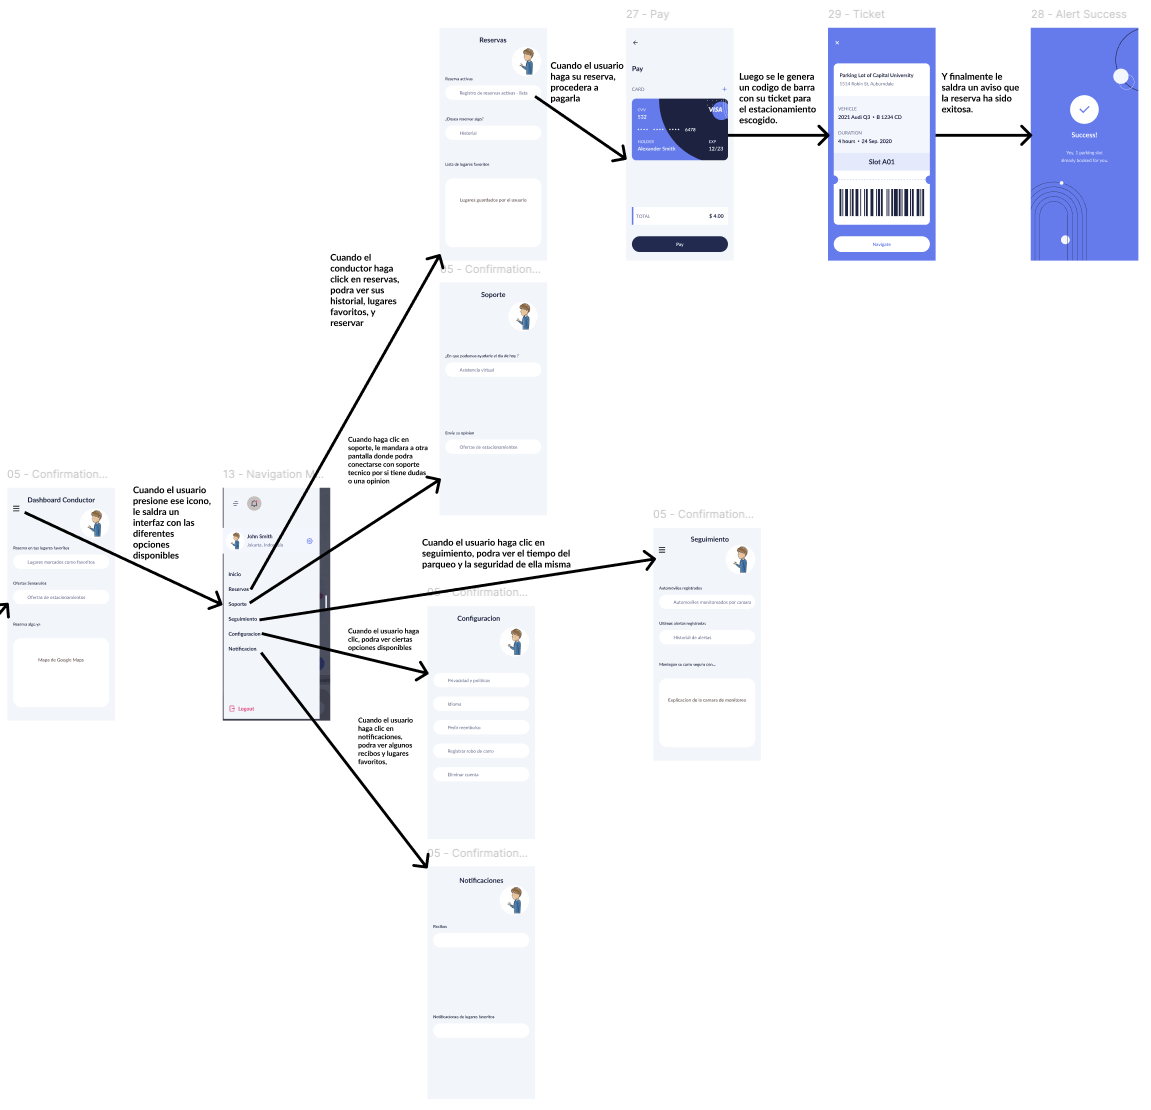 27 - Pay
29 - Ticket
28 - Alert Success
Reservas
Reserva activas
Registro de reservas activas - lista
¿Desea reservar algo?
Historial
Lista de lugares favoritos
Lugares guardados por el usuario
Cuando el usuario
haga su reserva,
procedera a
pagarla
Pay
CARD
+
CVV
532
VISA
•••• •••• 6478
HOLDER
Alexander Smith
EXP
12/23
TOTAL
$ 4.00
Pay
Luego se le genera
un codigo de barra
con su ticket para
el estacionamiento
escogido.
Parking Lot of Capital University
5514 Robin St. Auburndale
VEHICLE
2021 Audi Q3 • B 1234 CD
DURATION
4 hours • 24 Sep. 2020
Slot A01
Navigate
Y finalmente le
saldra un aviso que
la reserva ha sido
exitosa.
Success!
Yey, 1 parking slot
already booked for you.
Cuando el
conductor haga
click en reservas,
podra ver sus
historial, lugares
favoritos, y
reservar
05 - Confirmation...
Soporte
¿En que podemos ayudarle el dia de hoy ?
Asistencia virtual
Envie su opinion
Ofertas de estacionamientos
Cuando haga clic en
soporte, le mandara a otra
pantalla donde podra
conectarse con soporte
tecnico por si tiene dudas
o una opinion
05 - Confirmation...
Dashboard Conductor
Reserva en tus lugares favoritos
Lugares marcados como favoritos
Ofertas Semanales
Ofertas de estacionamientos
Reserva algo ya
Mapa de Google Maps
Cuando el usuario
presione ese icono,
le saldra un
interfaz con las
diferentes
opciones
disponibles
13 - Navigation M...
John Smith
Jakarta, Indonesia
Inicio
Reservas
Soporte
Seguimiento
Configuracion
Notificacion
Logout
Cuando el usuario haga clic en
seguimiento, podra ver el tiempo del
parqueo y la seguridad de ella misma
05 - Confirmation...
Seguimiento
Automoviles registrados
Automoviles monitoreados por camara
Ultimas alertas registradas
Historial de alertas
Mantegan su carro seguro con...
Explicacion de la camara de monitoreo
Cuando el usuario haga
clic, podra ver ciertas
opciones disponibles
05 - Confirmation...
Configuracion
Privacidad y politicas
Idioma
Pedir reembolso
Registrar robo de carro
Eliminar cuenta
Cuando el usuario
haga clic en
notificaciones,
podra ver algunos
recibos y lugares
favoritos,
05 - Confirmation...
Notificaciones
Recibos
Notificaciones de lugares favoritos